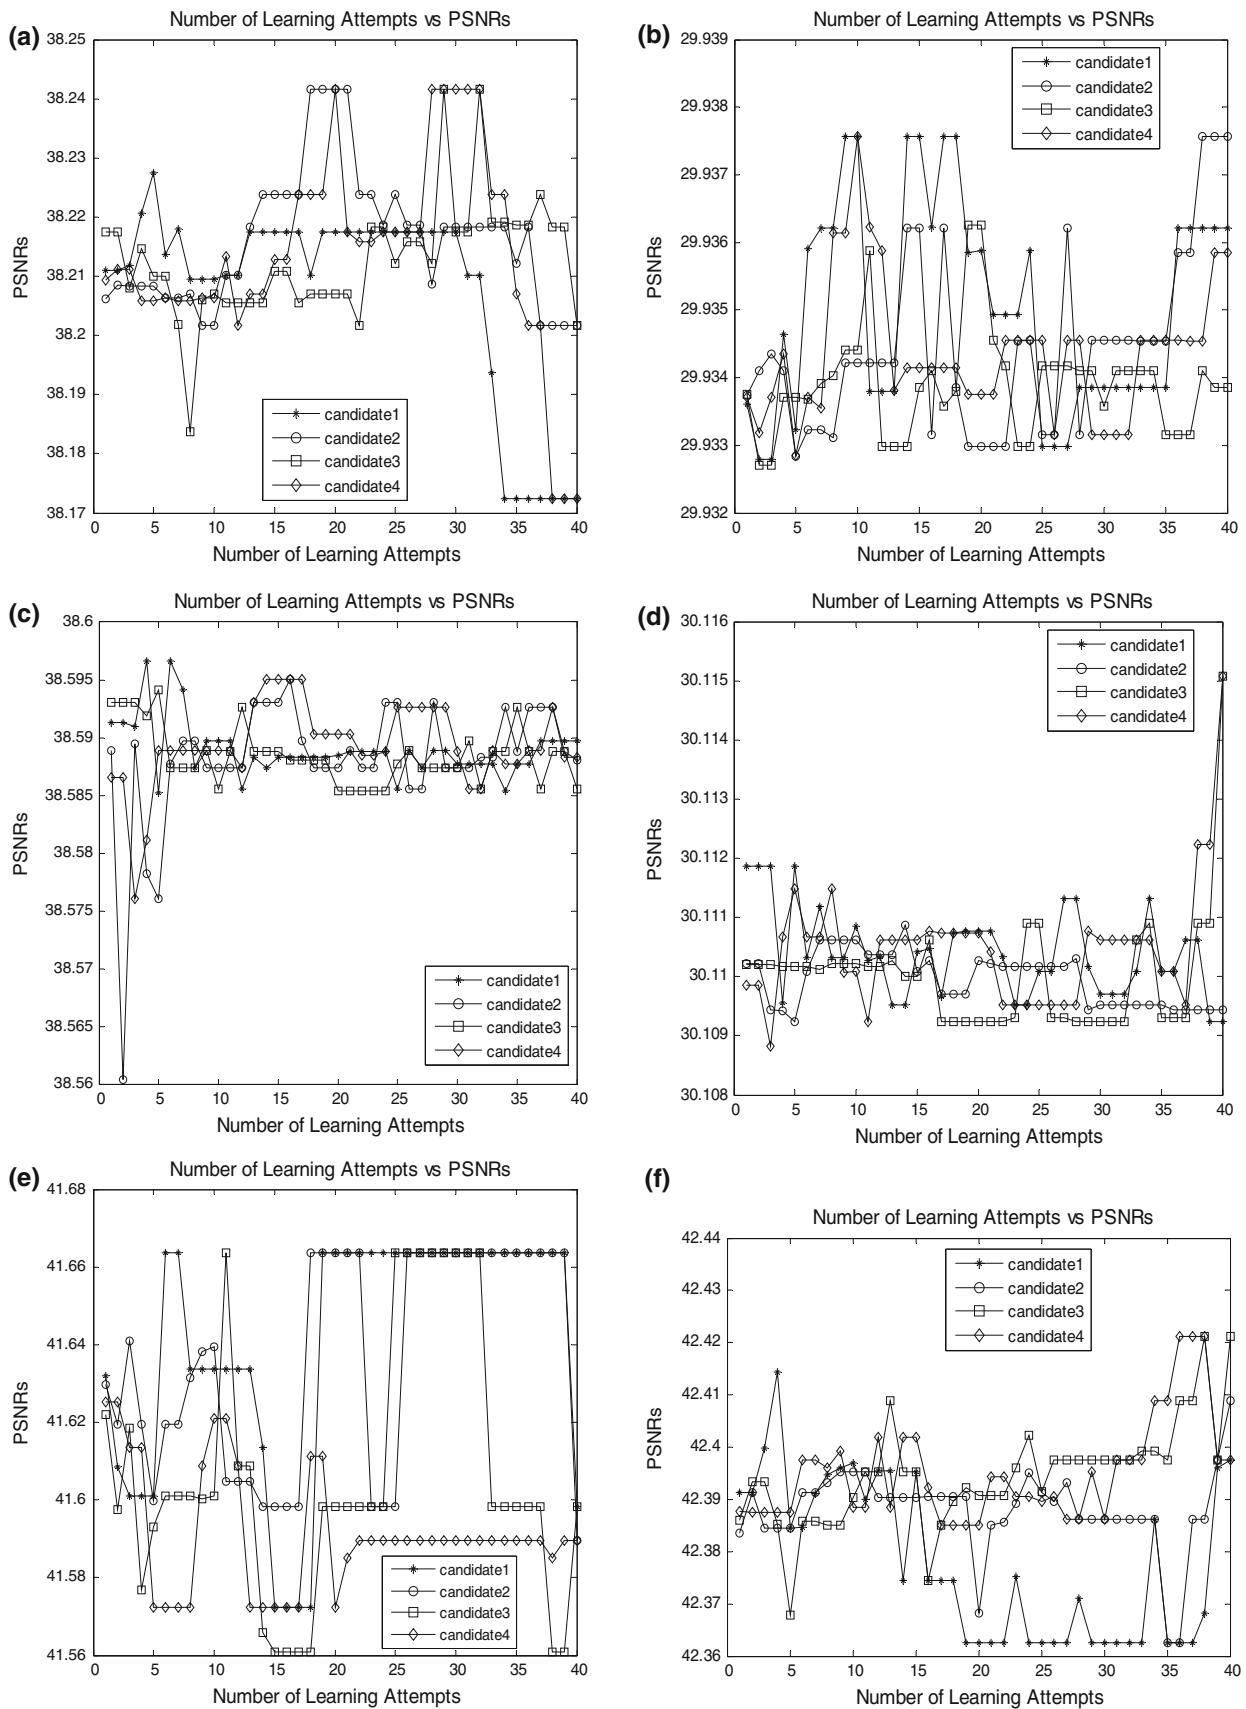 (a)
Number of Learning Attempts vs PSNRs
38.25
38.24
38.23
38.22
38.21
38.2
38.19
38.18
38.17
PSNRs
candidate1
candidate2
candidate3
candidate4
0 5 10 15 20 25 30 35 40
Number of Learning Attempts
(b)
Number of Learning Attempts vs PSNRs
29.939
29.938
29.937
29.936
29.935
29.934
29.933
29.932
PSNRs
candidate1
candidate2
candidate3
candidate4
0 5 10 15 20 25 30 35 40
Number of Learning Attempts
(c)
Number of Learning Attempts vs PSNRs
38.6
38.595
38.59
38.585
38.58
38.575
38.57
38.565
38.56
PSNRs
candidate1
candidate2
candidate3
candidate4
0 5 10 15 20 25 30 35 40
Number of Learning Attempts
(d)
Number of Learning Attempts vs PSNRs
30.116
30.115
30.114
30.113
30.112
30.111
30.11
30.109
30.108
PSNRs
candidate1
candidate2
candidate3
candidate4
0 5 10 15 20 25 30 35 40
Number of Learning Attempts
(e)
Number of Learning Attempts vs PSNRs
41.68
41.66
41.64
41.62
41.6
41.58
41.56
PSNRs
candidate1
candidate2
candidate3
candidate4
0 5 10 15 20 25 30 35 40
Number of Learning Attempts
(f)
Number of Learning Attempts vs PSNRs
42.44
42.43
42.42
42.41
42.4
42.39
42.38
42.37
42.36
PSNRs
candidate1
candidate2
candidate3
candidate4
0 5 10 15 20 25 30 35 40
Number of Learning Attempts